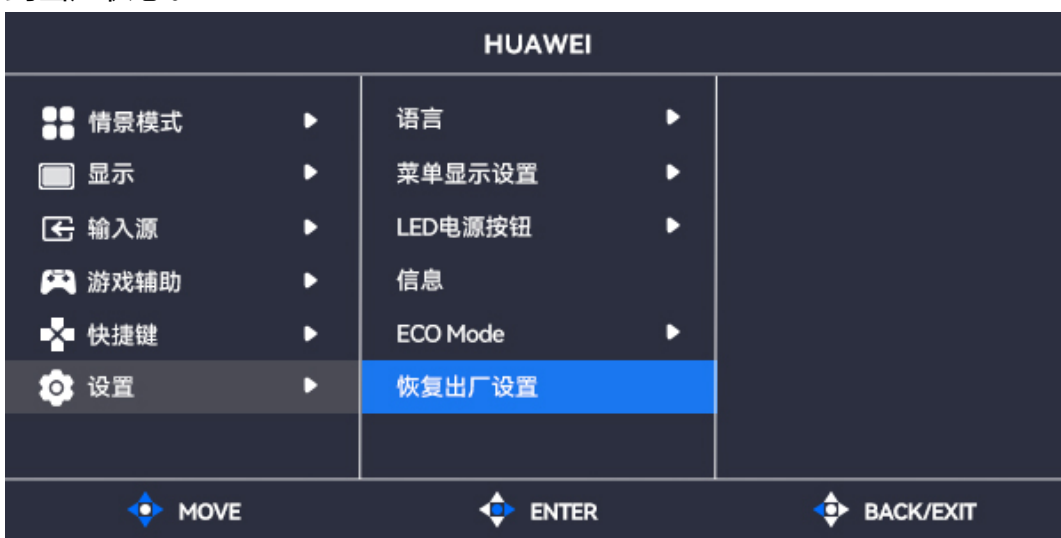 HUAWEI
情景模式
显示
输入源
游戏辅助
快捷键
设置
语言
菜单显示设置
LED电源按钮
信息
ECO Mode
恢复出厂设置
MOVE
ENTER
BACK/EXIT